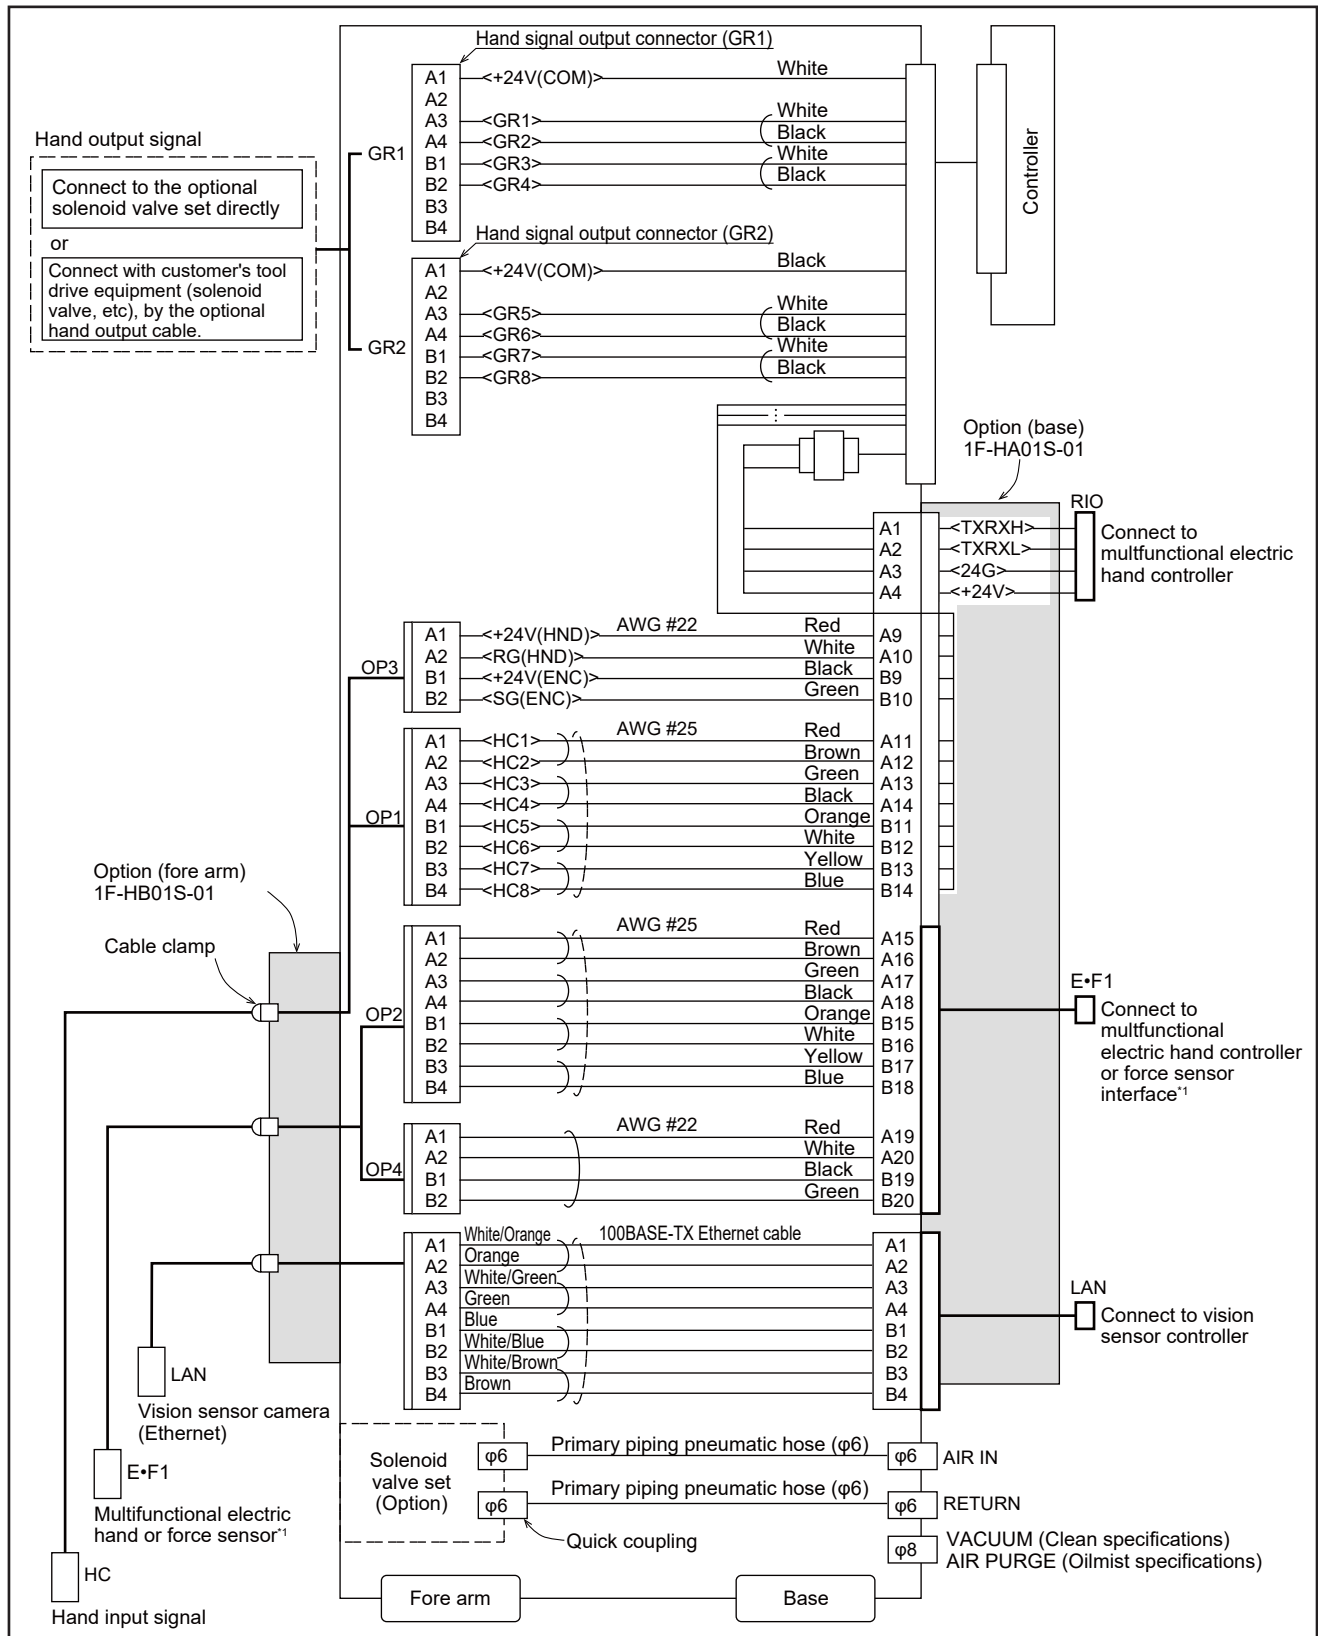 Hand signal output connector (GR1)
A1 <+24V(COM)> White
A2
A3 <GR1> White
A4 <GR2> Black
B1 <GR3> White
B2 <GR4> Black
B3
B4
Hand output signal
Connect to the optional
solenoid valve set directly
or
Connect with customer's tool
drive equipment (solenoid
valve, etc), by the optional
hand output cable.
GR1
GR2
Controller
Hand signal output connector (GR2)
A1 <+24V(COM)> Black
A2
A3 <GR5> White
A4 <GR6> Black
B1 <GR7> White
B2 <GR8> Black
B3
B4
Option (base)
1F-HA01S-01
RIO
A1 <TXRXH>
A2 <TXRXL>
A3 <24G>
A4 <+24V>
Connect to
multfunctional electric
hand controller
OP3
AWG #22
A1 <+24V(HND)> Red A9
A2 <RG(HND)> White A10
B1 <+24V(ENC)> Black B9
B2 <SG(ENC)> Green B10
OP1
AWG #25
A1 <HC1> Red A11
A2 <HC2> Brown A12
A3 <HC3> Green A13
A4 <HC4> Black A14
B1 <HC5> Orange B11
B2 <HC6> White B12
B3 <HC7> Yellow B13
B4 <HC8> Blue B14
Option (fore arm)
1F-HB01S-01
Cable clamp
OP2
AWG #25
A1 Red A15
A2 Brown A16
A3 Green A17
A4 Black A18
B1 Orange B15
B2 White B16
B3 Yellow B17
B4 Blue B18
E•F1
Connect to
multfunctional
electric hand controller
or force sensor
interface*1
OP4
AWG #22
A1 Red A19
A2 White A20
B1 Black B19
B2 Green B20
100BASE-TX Ethernet cable
A1 White/Orange A1
A2 Orange A2
A3 White/Green A3
A4 Green A4
B1 Blue B1
B2 White/Blue B2
B3 White/Brown B3
B4 Brown B4
LAN
Connect to vision
sensor controller
LAN
Vision sensor camera
(Ethernet)
E•F1
Multifunctional electric
hand or force sensor*1
HC
Hand input signal
Solenoid
valve set
(Option)
φ6 Primary piping pneumatic hose (φ6) φ6 AIR IN
φ6 Primary piping pneumatic hose (φ6) φ6 RETURN
Quick coupling
φ8 VACUUM (Clean specifications)
AIR PURGE (Oilmist specifications)
Fore arm
Base